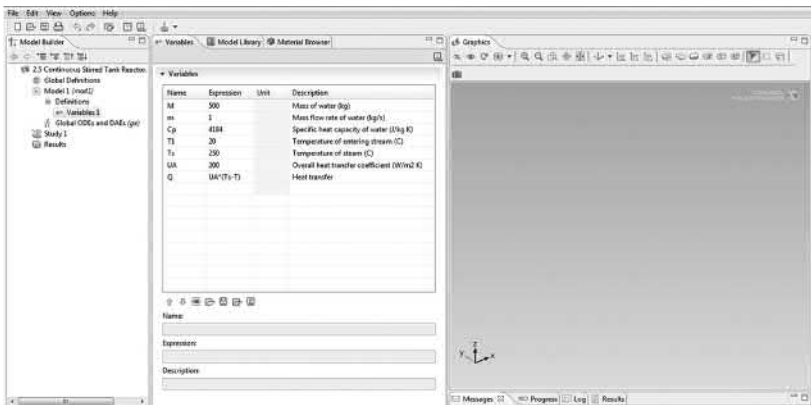 File Edit View Options Help
Model Builder
2.5 Continuous Stirred Tank Reactor
Global Definitions
Model 1 (mod1)
Definitions
Variables 1
Global ODEs and DAEs (ge)
Study 1
Results
Variables Model Library Material Browser
Variables
Name Expression Unit Description
M 500 Mass of water (kg)
m 1 Mass flow rate of water (kg/s)
Cp 4184 Specific heat capacity of water (J/kg K)
T1 20 Temperature of entering stream (C)
Ts 250 Temperature of steam (C)
UA 200 Overall heat transfer coefficient (W/m2 K)
Q UA*(Ts-T) Heat transfer
Name:
Expression:
Description:
Graphics
z
y x
Messages Progress Log Results